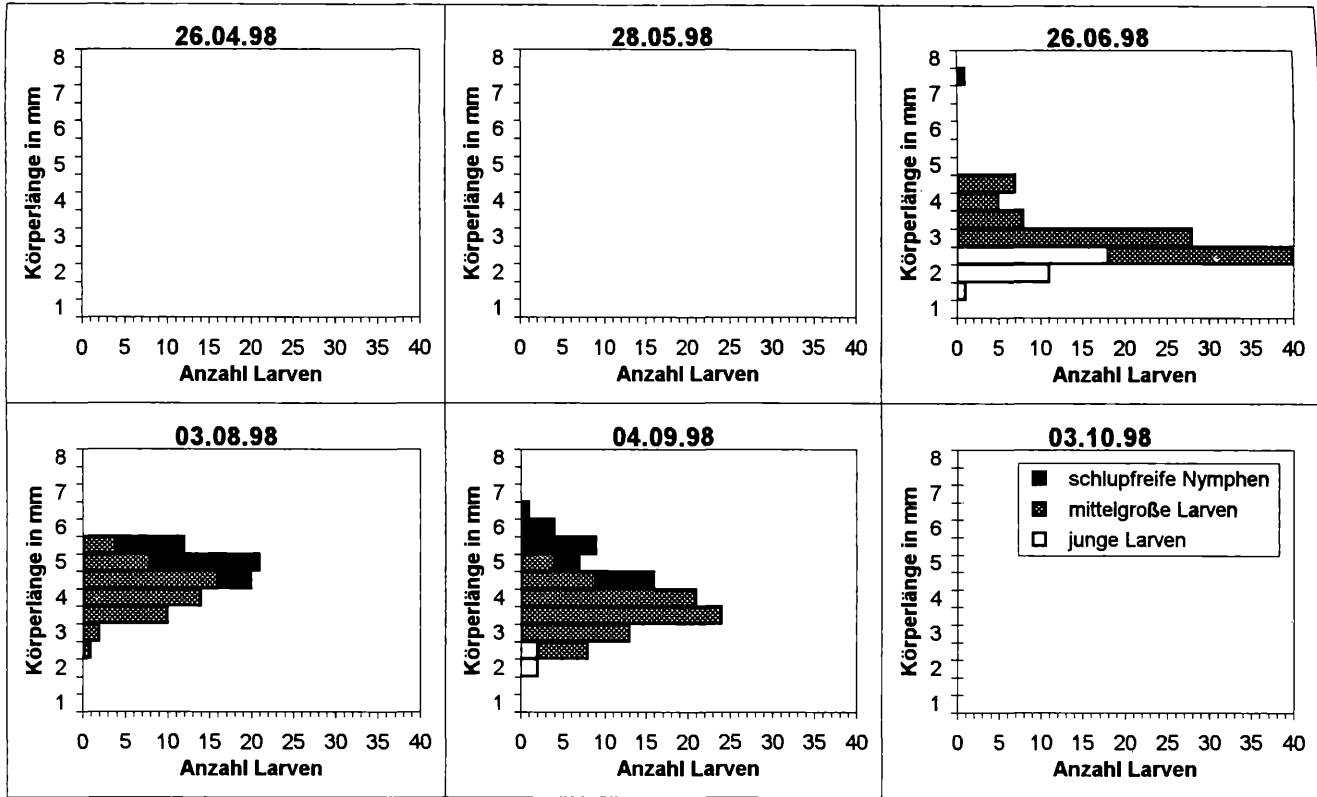 26.04.98
Körperlänge in mm
8
7
6
5
4
3
2
1
0 5 10 15 20 25 30 35 40
Anzahl Larven
28.05.98
Körperlänge in mm
8
7
6
5
4
3
2
1
0 5 10 15 20 25 30 35 40
Anzahl Larven
26.06.98
Körperlänge in mm
8
7
6
5
4
3
2
1
0 5 10 15 20 25 30 35 40
Anzahl Larven
03.08.98
Körperlänge in mm
8
7
6
5
4
3
2
1
0 5 10 15 20 25 30 35 40
Anzahl Larven
04.09.98
Körperlänge in mm
8
7
6
5
4
3
2
1
0 5 10 15 20 25 30 35 40
Anzahl Larven
03.10.98
Körperlänge in mm
8
7
6
5
4
3
2
1
schlupfreife Nymphen
mittelgroße Larven
junge Larven
0 5 10 15 20 25 30 35 40
Anzahl Larven